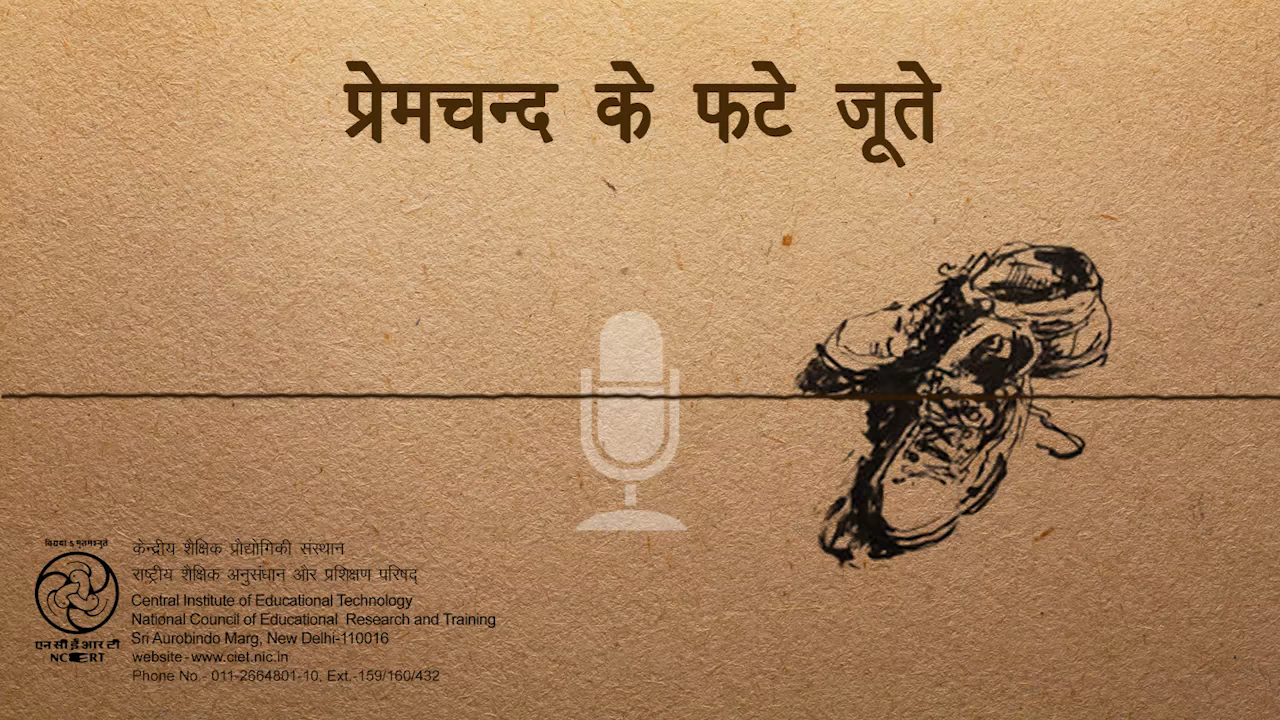 प्रेमचन्द के फटे जूते
विद्यया ऽ मृतमश्नुते
एन सी ई आर टी
NCERT
केन्द्रीय शैक्षिक प्रौद्योगिकी संस्थान
राष्ट्रीय शैक्षिक अनुसंधान और प्रशिक्षण परिषद्
Central Institute of Educational Technology
National Council of Educational Research and Training
Sri Aurobindo Marg, New Delhi-110016
website - www.ciet.nic.in
Phone No.- 011-2664801-10, Ext.-159/160/432